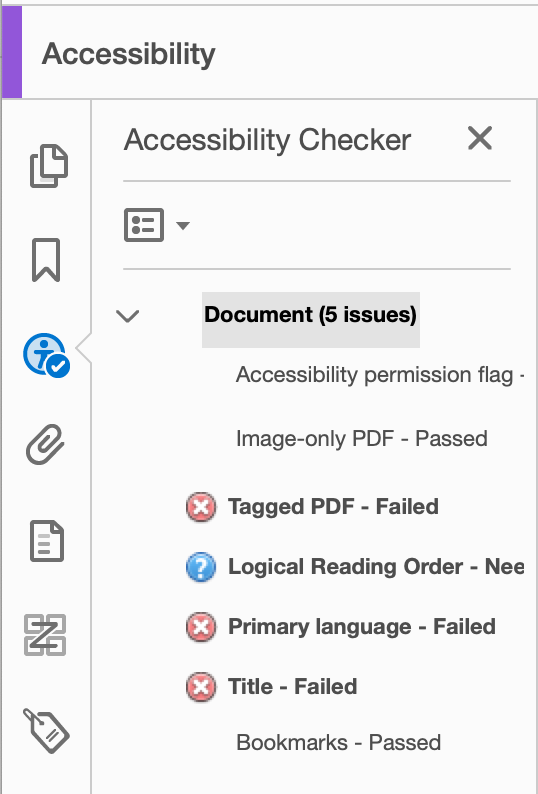 Accessibility
Accessibility Checker
Document (5 issues)
Accessibility permission flag -
Image-only PDF - Passed
Tagged PDF - Failed
Logical Reading Order - Nee
Primary language - Failed
Title - Failed
Bookmarks - Passed